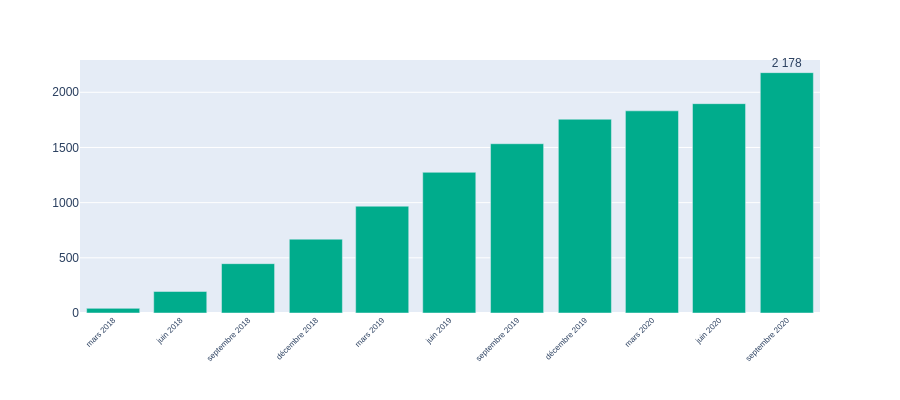 2 178
2000
1500
1000
500
0
mars 2018
juin 2018
septembre 2018
décembre 2018
mars 2019
juin 2019
septembre 2019
décembre 2019
mars 2020
juin 2020
septembre 2020